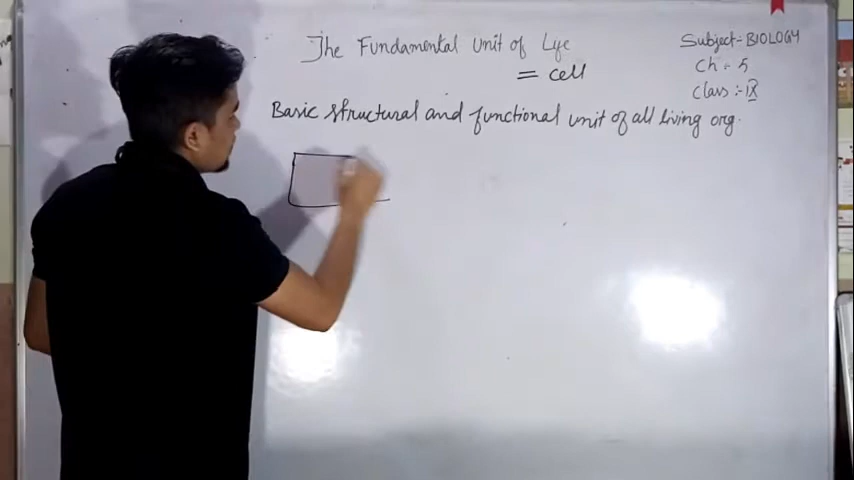 The Fundamental Unit of Lye
= cell
Subject:- BIOLOGY
Ch :- 5
Class :- IX
Basic structural and functional unit of all living org.